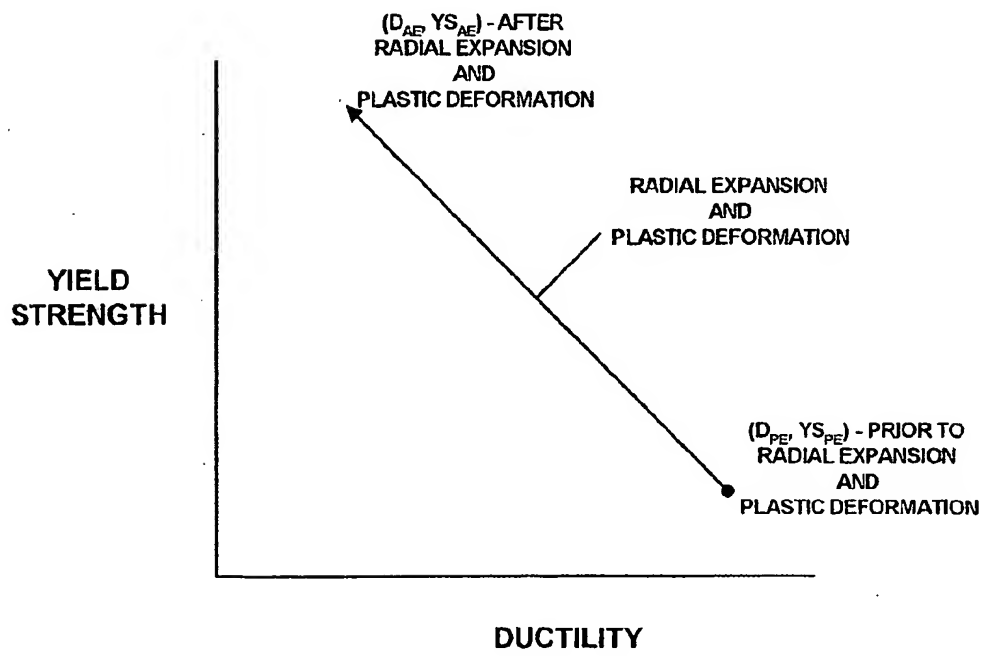 (D_AE, YS_AE) - AFTER
RADIAL EXPANSION
AND
PLASTIC DEFORMATION
RADIAL EXPANSION
AND
PLASTIC DEFORMATION
YIELD
STRENGTH
(D_PE, YS_PE) - PRIOR TO
RADIAL EXPANSION
AND
PLASTIC DEFORMATION
DUCTILITY